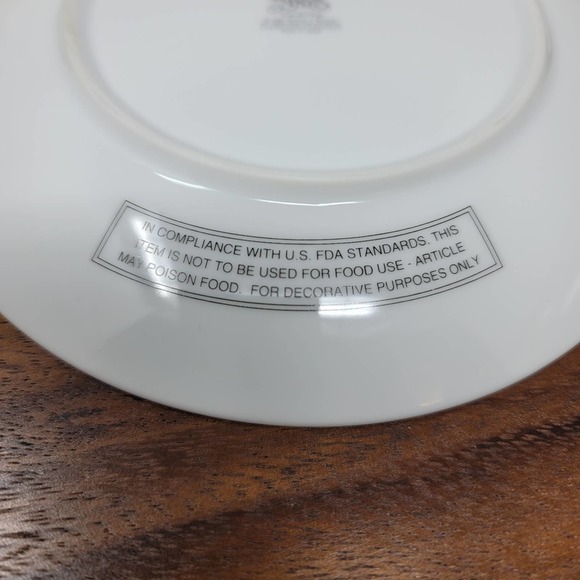 IN COMPLIANCE WITH U.S. FDA STANDARDS. THIS
ITEM IS NOT TO BE USED FOR FOOD USE - ARTICLE
MAY POISON FOOD. FOR DECORATIVE PURPOSES ONLY